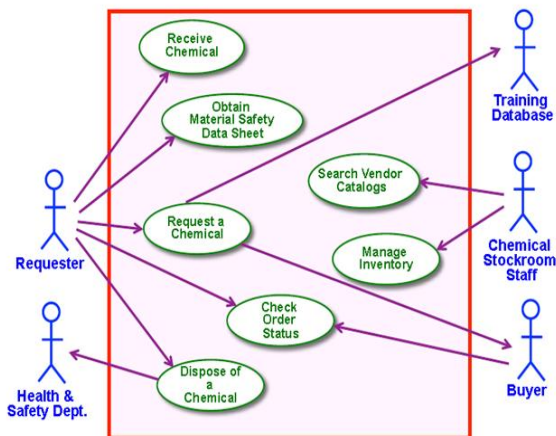 Receive
Chemical
Obtain
Material Safety
Data Sheet
Training
Database
Search Vendor
Catalogs
Request a
Chemical
Requester
Manage
Inventory
Chemical
Stockroom
Staff
Check
Order
Status
Dispose of
a
Chemical
Health &
Safety Dept.
Buyer